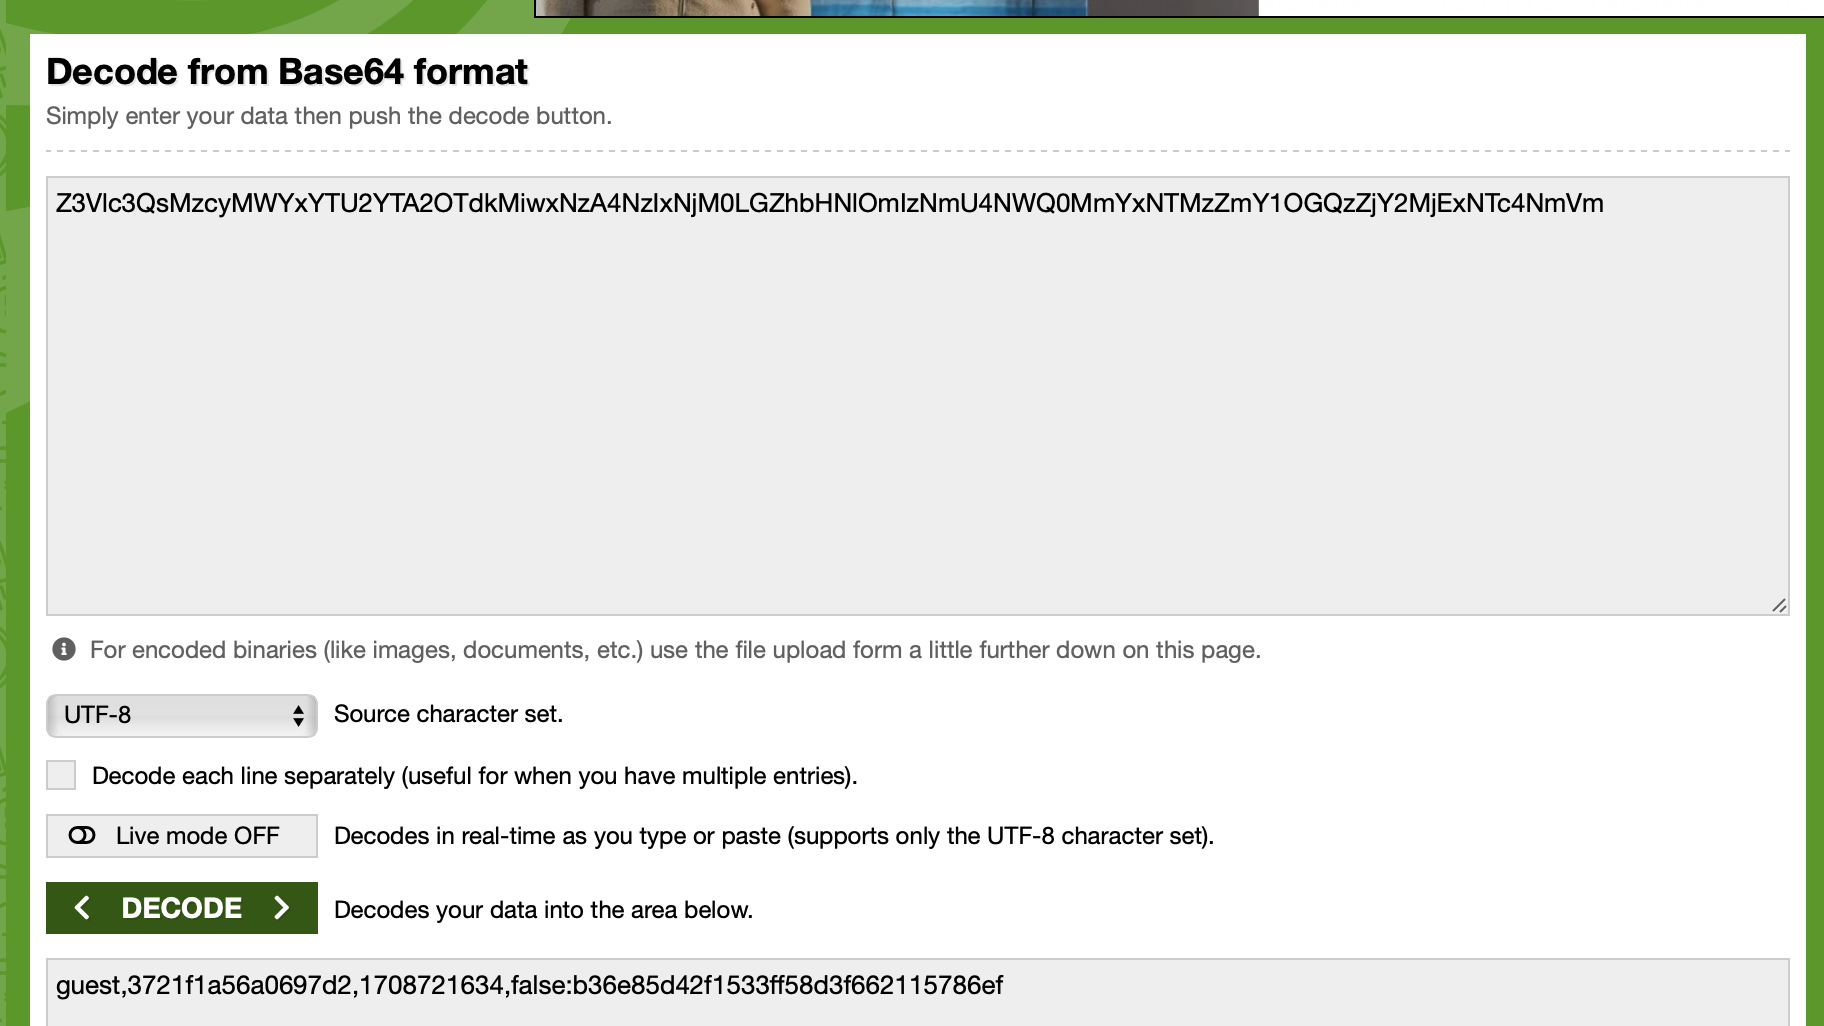 Decode from Base64 format
Simply enter your data then push the decode button.
Z3Vlc3QsMzcyMWYxYTU2YTA2OTdkMiwxNzA4NzIxNjM0LGZhbHNlOmIzNmU4NWQ0MmYxNTMzZmY1OGQzZjY2MjExNTc4NmVm
For encoded binaries (like images, documents, etc.) use the file upload form a little further down on this page.
UTF-8 Source character set.
Decode each line separately (useful for when you have multiple entries).
Live mode OFF Decodes in real-time as you type or paste (supports only the UTF-8 character set).
DECODE Decodes your data into the area below.
guest,3721f1a56a0697d2,1708721634,false:b36e85d42f1533ff58d3f662115786ef